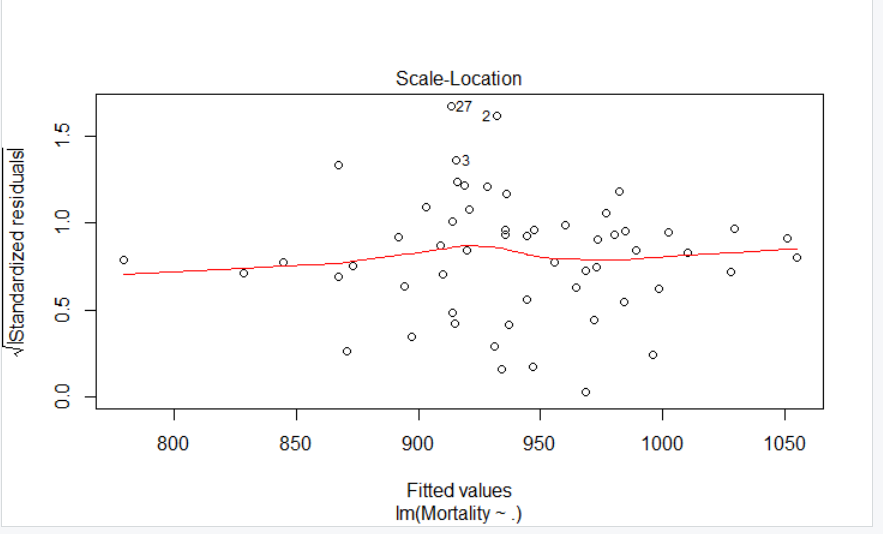 Scale-Location
27
2
3
1.5
1.0
0.5
0.0
√|Standardized residuals|
800 850 900 950 1000 1050
Fitted values
lm(Mortality ~ .)